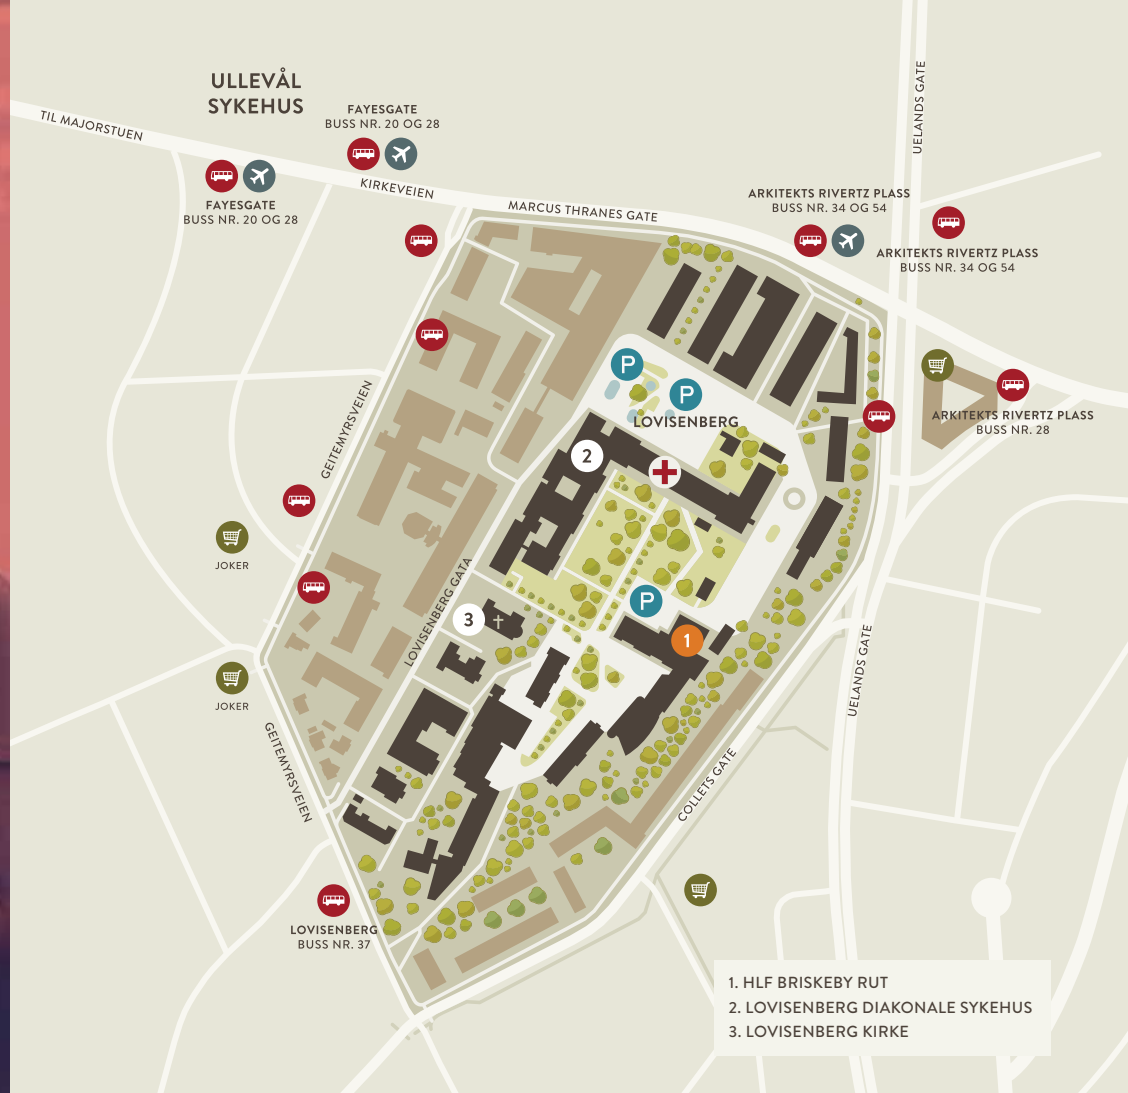 ULLEVÅL
SYKEHUS
TIL MAJORSTUEN
FAYESGATE
BUSS NR. 20 OG 28
FAYESGATE
BUSS NR. 20 OG 28
KIRKEVEIEN
MARCUS THRANES GATE
UELANDS GATE
ARKITEKTS RIVERTZ PLASS
BUSS NR. 34 OG 54
ARKITEKTS RIVERTZ PLASS
BUSS NR. 34 OG 54
P
P
LOVISENBERG
ARKITEKTS RIVERTZ PLASS
BUSS NR. 28
GEITEMYRSVEIEN
2
JOKER
LOVISENBERG GATA
3
P
1
JOKER
GEITEMYRSVEIEN
UELANDS GATE
COLLETS GATE
LOVISENBERG
BUSS NR. 37
1. HLF BRISKEBY RUT
2. LOVISENBERG DIAKONALE SYKEHUS
3. LOVISENBERG KIRKE